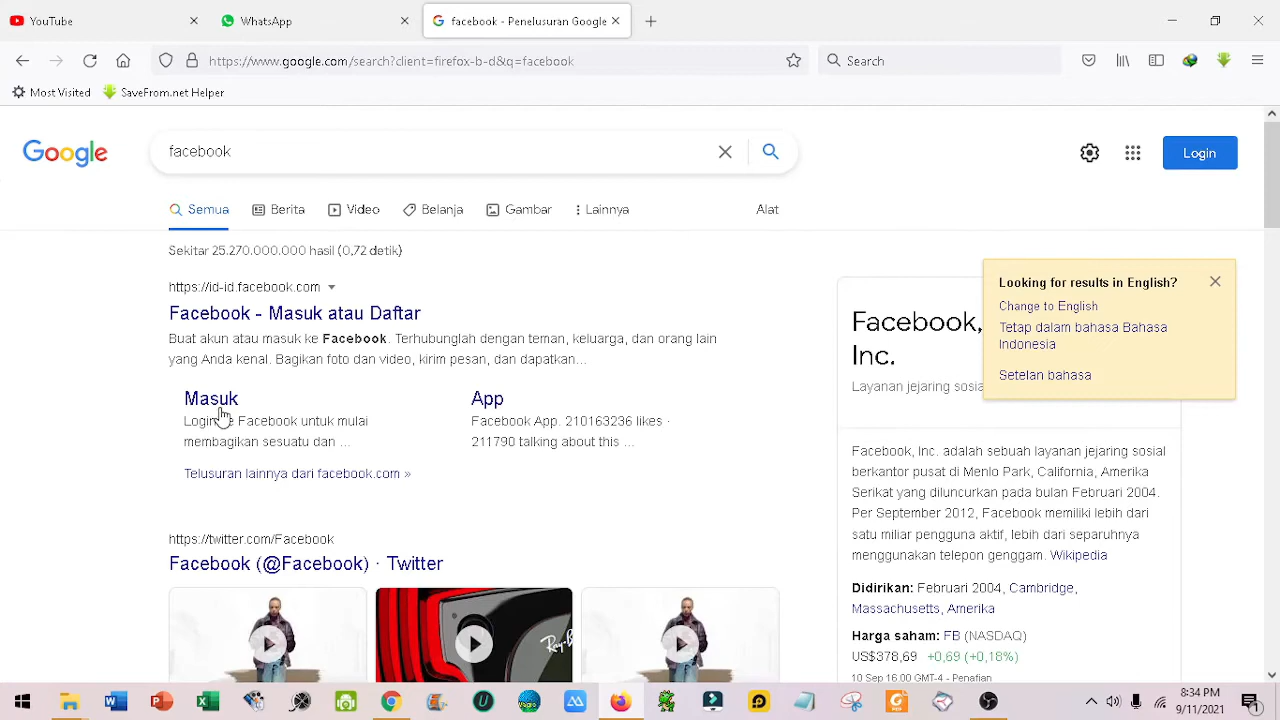 YouTube
WhatsApp
facebook - Penelusuran Google
https://www.google.com/search?client=firefox-b-d&q=facebook
Search
Most Visited
SaveFrom.net Helper
Google
facebook
Login
Semua
Berita
Video
Belanja
Gambar
Lainnya
Alat
Sekitar 25.270.000.000 hasil (0,72 detik)
https://id-id.facebook.com
Facebook - Masuk atau Daftar
Buat akun atau masuk ke Facebook. Terhubunglah dengan teman, keluarga, dan orang lain
yang Anda kenal. Bagikan foto dan video, kirim pesan, dan dapatkan...
Masuk
Login Facebook untuk mulai
membagikan sesuatu dan ...
App
Facebook App. 210163236 likes ·
211790 talking about this ...
Telusuran lainnya dari facebook.com »
https://twitter.com/Facebook
Facebook (@Facebook) · Twitter
Ray-B
Looking for results in English?
Change to English
Tetap dalam bahasa Bahasa
Indonesia
Setelan bahasa
Facebook,
Inc.
Layanan jejaring sosia
Facebook, Inc. adalah sebuah layanan jejaring sosial
berkantor pusat di Menlo Park, California, Amerika
Serikat yang diluncurkan pada bulan Februari 2004.
Per September 2012, Facebook memiliki lebih dari
satu miliar pengguna aktif, lebih dari separuhnya
menggunakan telepon genggam. Wikipedia
Didirikan: Februari 2004, Cambridge,
Massachusetts, Amerika
Harga saham: FB (NASDAQ)
US$378,69 +0,69 (+0,18%)
10 Sep 16.00 GMT-4 - Penafian
8:34 PM
9/11/2021